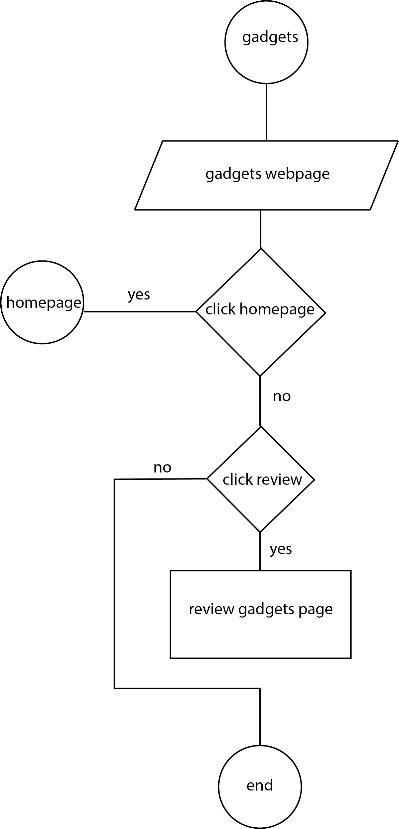 gadgets
gadgets webpage
yes
homepage
click homepage
no
no
click review
yes
review gadgets page
end